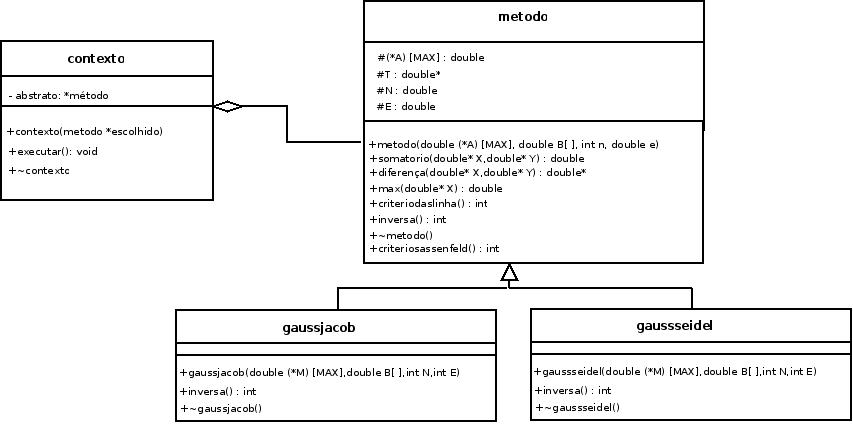 contexto
- abstrato: *método
+contexto(metodo *escolhido)
+executar(): void
+~contexto
metodo
#(*A) [MAX] : double
#T : double*
#N : double
#E : double
+metodo(double (*A) [MAX], double B[ ], int n, double e)
+somatorio(double* X,double* Y) : double
+diferença(double* X,double* Y) : double*
+max(double* X) : double
+criteriodaslinha() : int
+inversa() : int
+~metodo()
+criteriosassenfeld() : int
gaussjacob
+gaussjacob(double (*M) [MAX],double B[ ],int N,int E)
+inversa() : int
+~gaussjacob()
gaussseidel
+gaussseidel(double (*M) [MAX],double B[ ],int N,int E)
+inversa() : int
+~gaussseidel()